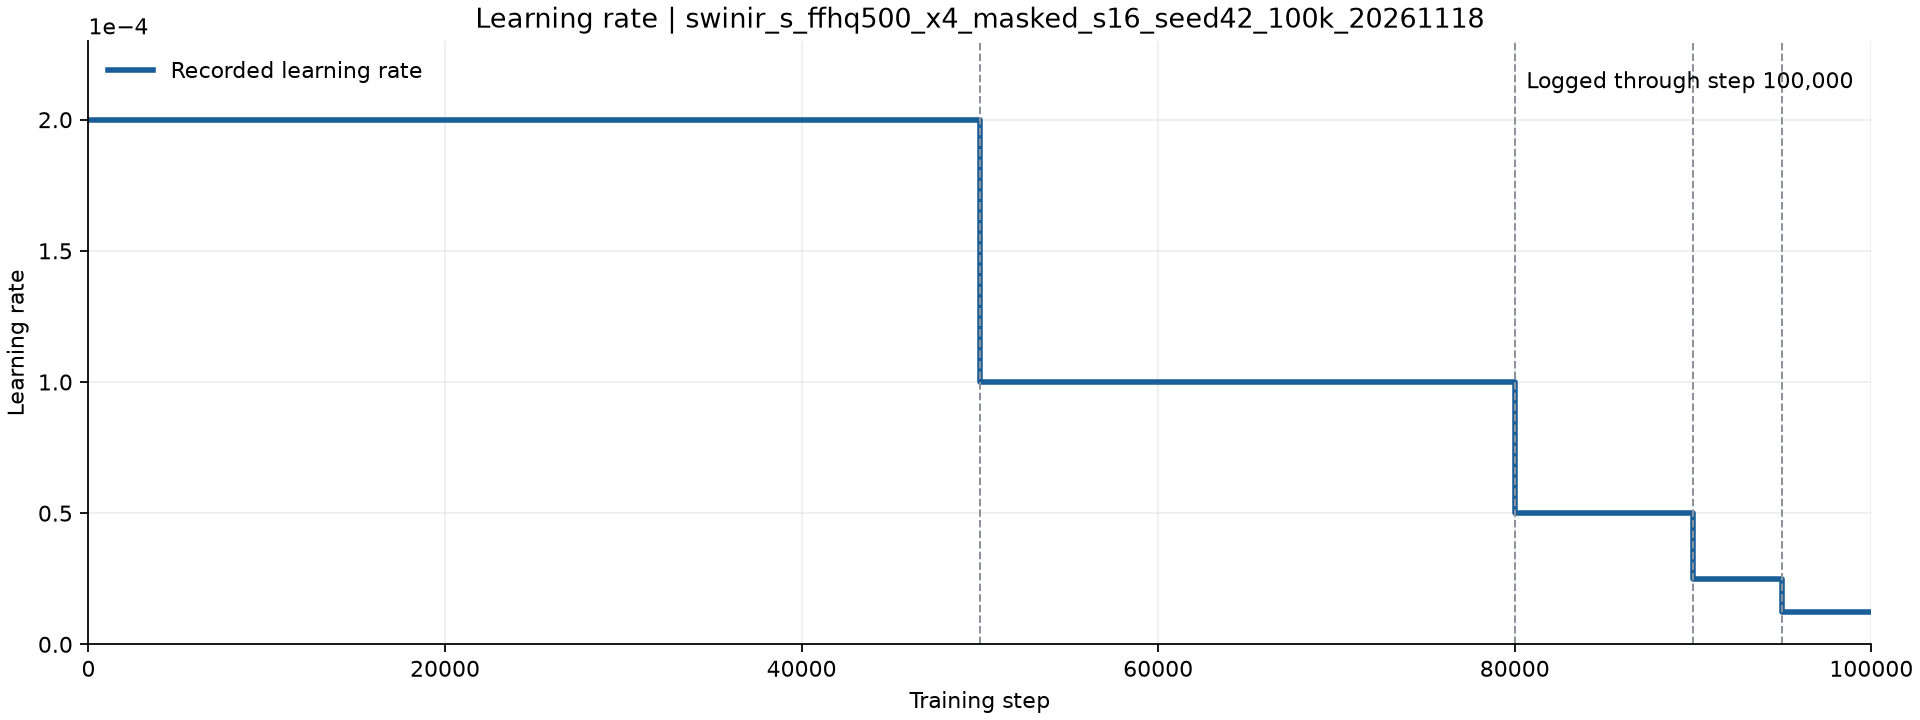 Learning rate | swinir_s_ffhq500_x4_masked_s16_seed42_100k_20261118
1e−4
Recorded learning rate
Logged through step 100,000
2.0
1.5
1.0
0.5
0.0
Learning rate
0 20000 40000 60000 80000 100000
Training step